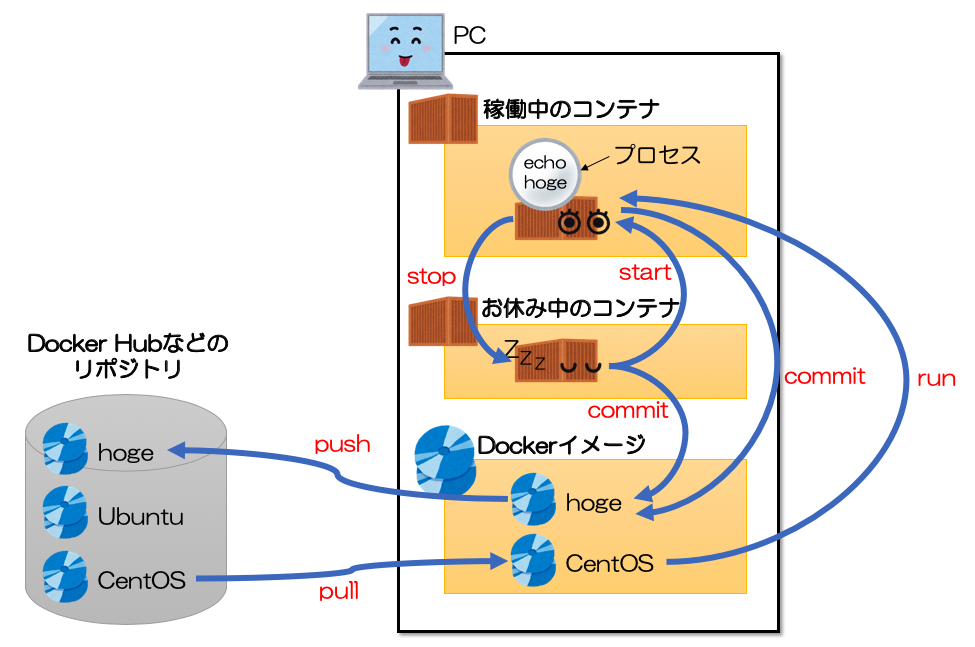 PC
稼働中のコンテナ
echo
hoge
プロセス
stop
start
お休み中のコンテナ
Z
Z
Z
commit
commit
run
Docker Hubなどの
リポジトリ
hoge
Ubuntu
CentOS
push
pull
Dockerイメージ
hoge
CentOS